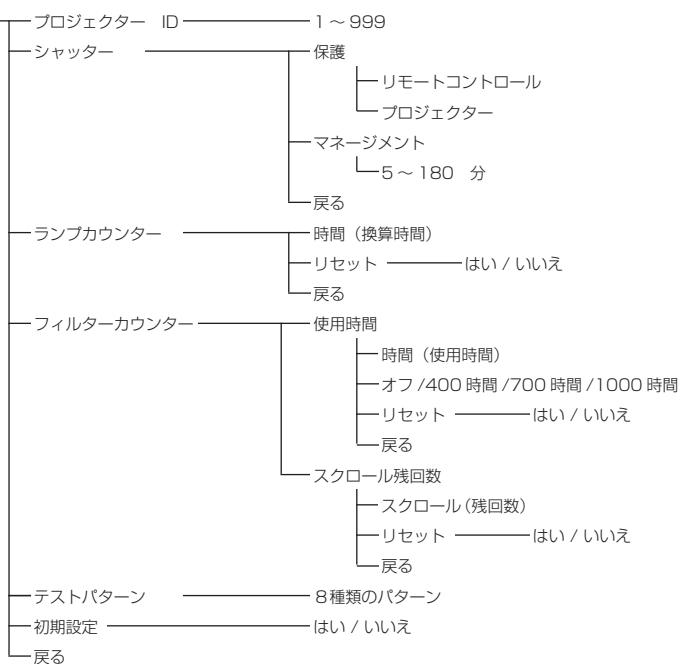 プロジェクター ID 1 ～ 999
シャッター 保護
リモートコントロール
プロジェクター
マネージメント
5 ～ 180 分
戻る
ランプカウンター 時間（換算時間）
リセット はい / いいえ
戻る
フィルターカウンター 使用時間
時間（使用時間）
オフ /400 時間 /700 時間 /1000 時間
リセット はい / いいえ
戻る
スクロール残回数
スクロール（残回数）
リセット はい / いいえ
戻る
テストパターン 8種類のパターン
初期設定 はい / いいえ
戻る